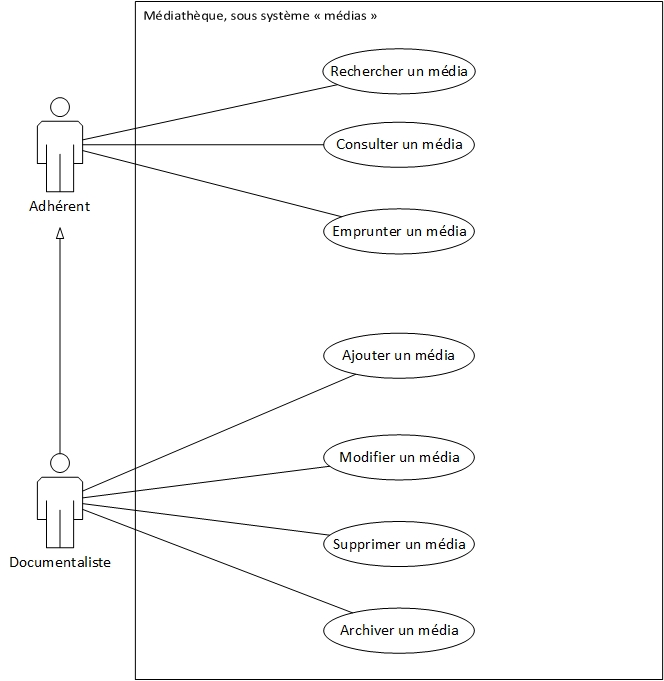 Médiathèque, sous système « médias »
Rechercher un média
Consulter un média
Adhérent
Emprunter un média
Ajouter un média
Modifier un média
Supprimer un média
Documentaliste
Archiver un média